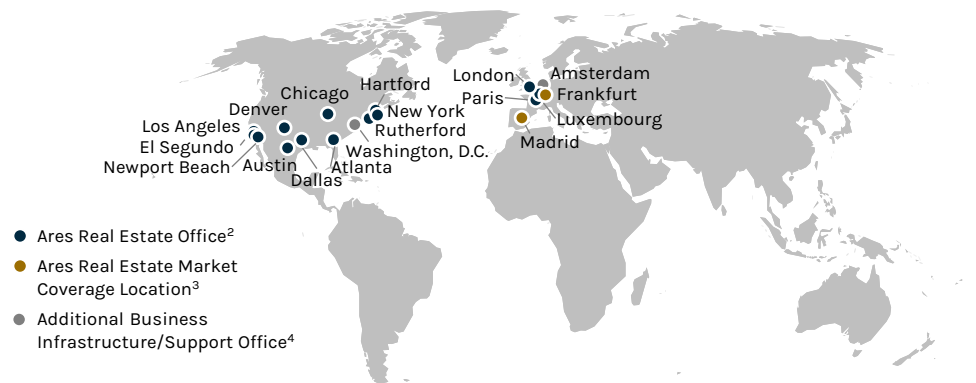 London
Amsterdam
Paris
Frankfurt
Luxembourg
Madrid
Hartford
Chicago
Denver
New York
Los Angeles
Rutherford
El Segundo
Washington, D.C.
Newport Beach
Austin
Atlanta
Dallas
Ares Real Estate Office²
Ares Real Estate Market
Coverage Location³
Additional Business
Infrastructure/Support Office⁴